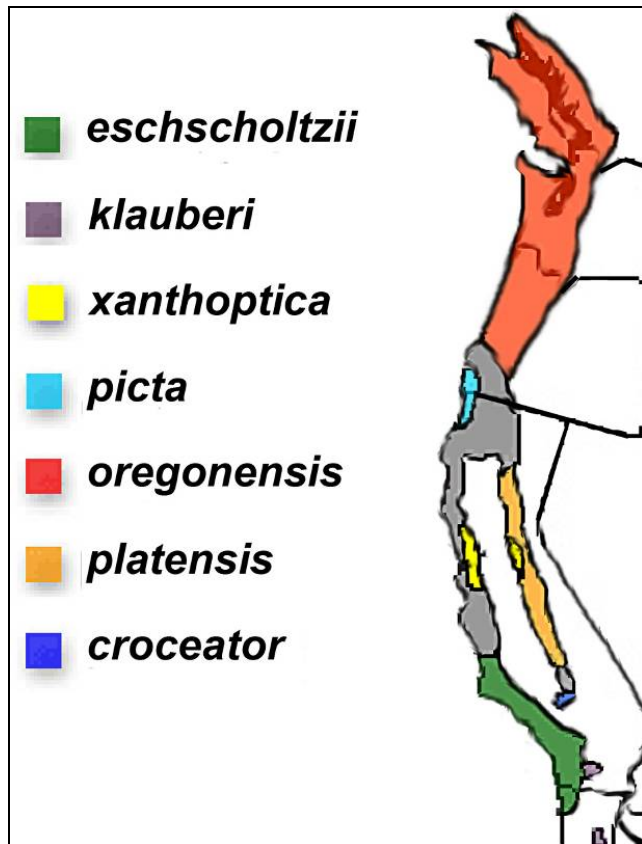 eschscholtzii
klauberi
xanthoptica
picta
oregonensis
platensis
croceator